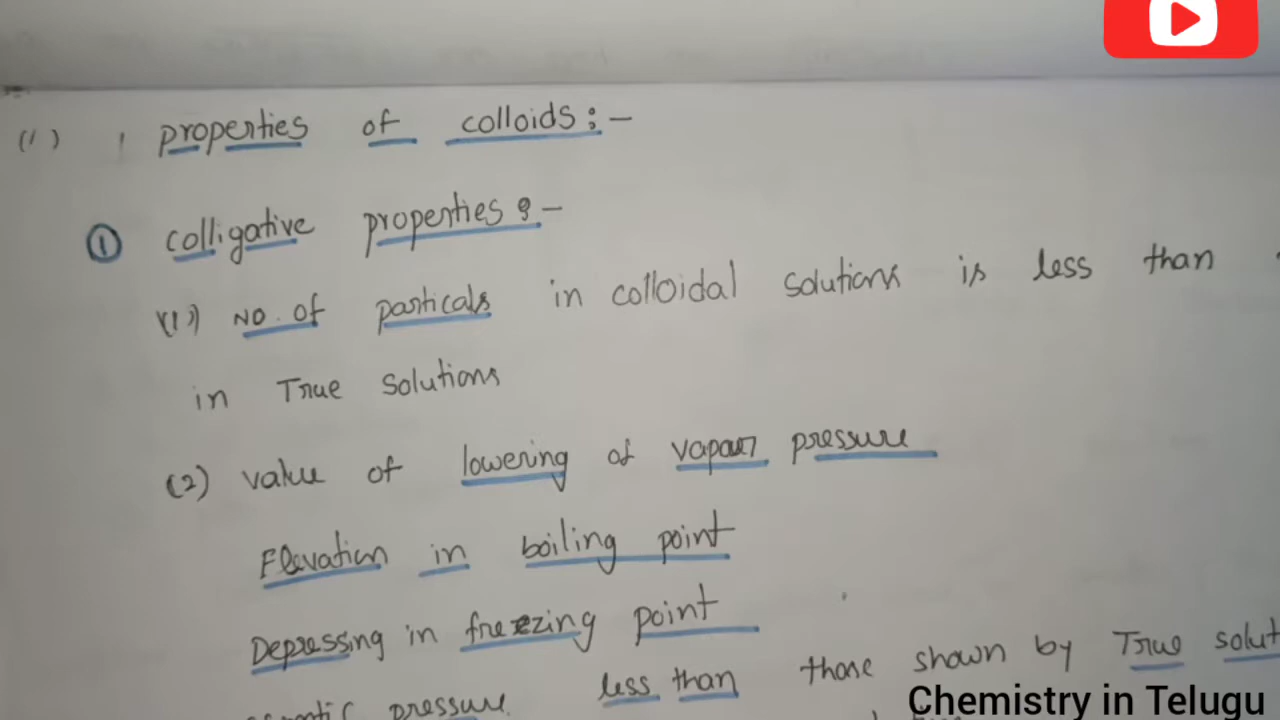 (1) properties of colloids :-
① colligative properties :-
(1) NO. of particals in colloidal solutions is less than
in True solutions
(2) value of lowering of vapour pressure
Elevation in boiling point
Depressing in freezing point
pressure less than those shown by True solut
Chemistry in Telugu